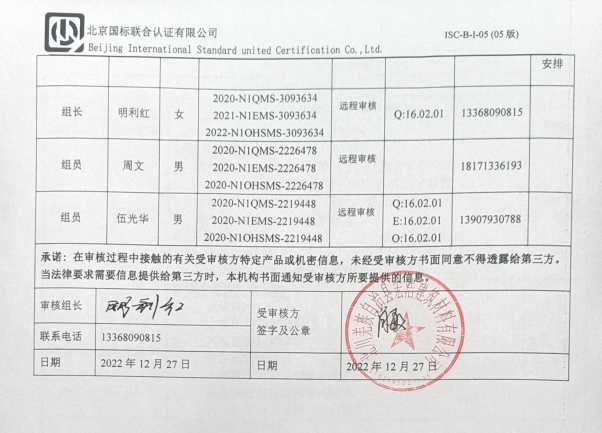 北京国标联合认证有限公司
ISC-B-I-05 (05 版)
Beijing International Standard united Certification Co.,Ltd.
安排
组长 明利红 女 2020-N1QMS-3093634 远程审核 Q:16.02.01 13368090815
2021-N1EMS-3093634
2022-N1OHSMS-3093634
组员 周文 男 2020-N1QMS-2226478 远程审核 18171336193
2020-N1EMS-2226478
2020-N1OHSMS-2226478
组员 伍光华 男 2020-N1QMS-2219448 远程审核 Q:16.02.01 13907930788
2020-N1EMS-2219448 E:16.02.01
2020-N1OHSMS-2219448 O:16.02.01
承诺：在审核过程中接触的有关受审核方特定产品或机密信息，未经受审核方书面同意不得透露给第三方。
当法律要求需要信息提供给第三方时，本机构书面通知受审核方所要提供的信息。
审核组长 明利红 受审核方
签字及公章
联系电话 13368090815
日期 2022 年 12 月 27 日 日期 2022 年 12 月 27 日